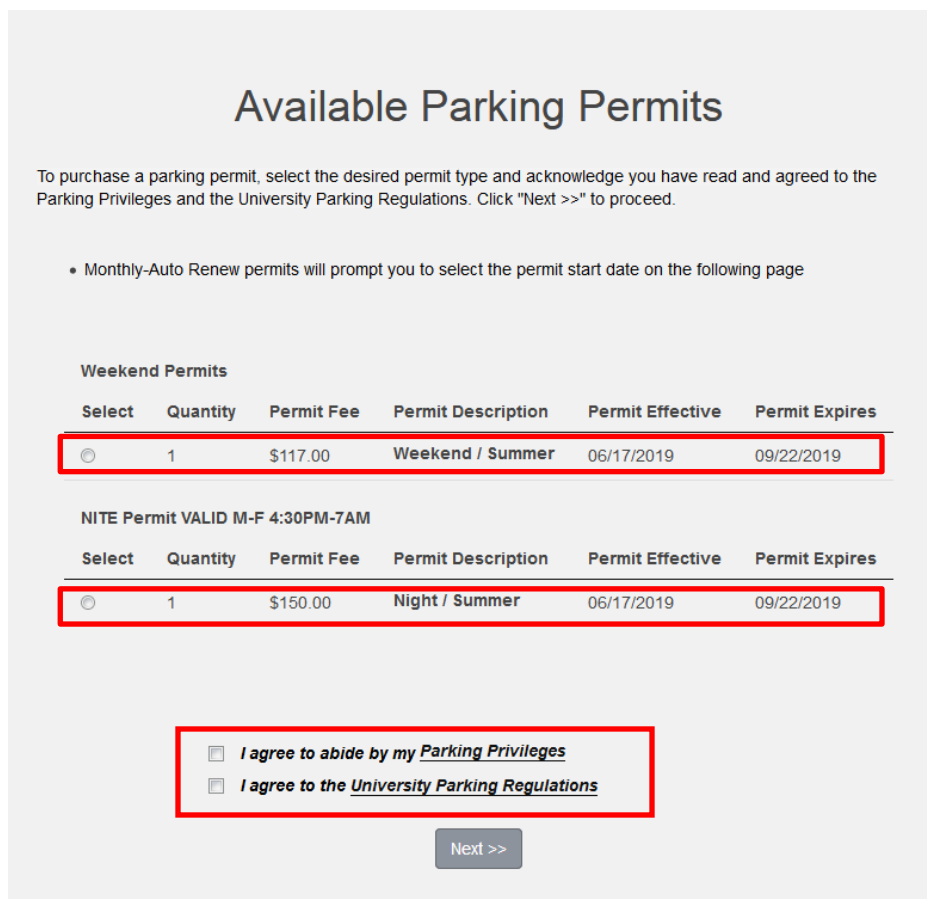 Available Parking Permits
To purchase a parking permit, select the desired permit type and acknowledge you have read and agreed to the
Parking Privileges and the University Parking Regulations. Click "Next >>" to proceed.
• Monthly-Auto Renew permits will prompt you to select the permit start date on the following page
Weekend Permits
Select Quantity Permit Fee Permit Description Permit Effective Permit Expires
1 $117.00 Weekend / Summer 06/17/2019 09/22/2019
NITE Permit VALID M-F 4:30PM-7AM
Select Quantity Permit Fee Permit Description Permit Effective Permit Expires
1 $150.00 Night / Summer 06/17/2019 09/22/2019
I agree to abide by my Parking Privileges
I agree to the University Parking Regulations
Next >>